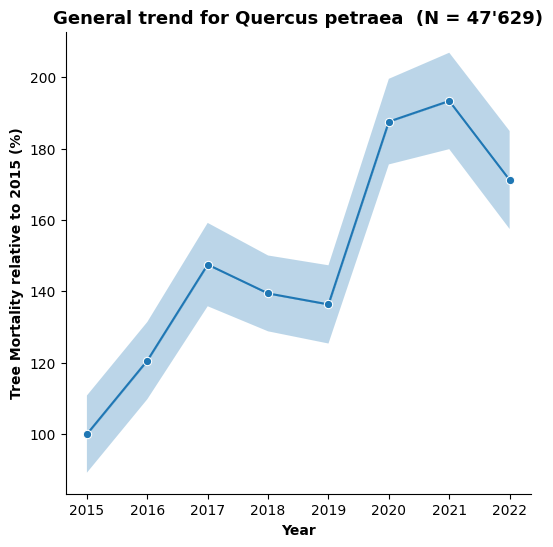 General trend for Quercus petraea  (N = 47'629)
Tree Mortality relative to 2015 (%)
200
180
160
140
120
100
2015 2016 2017 2018 2019 2020 2021 2022
Year